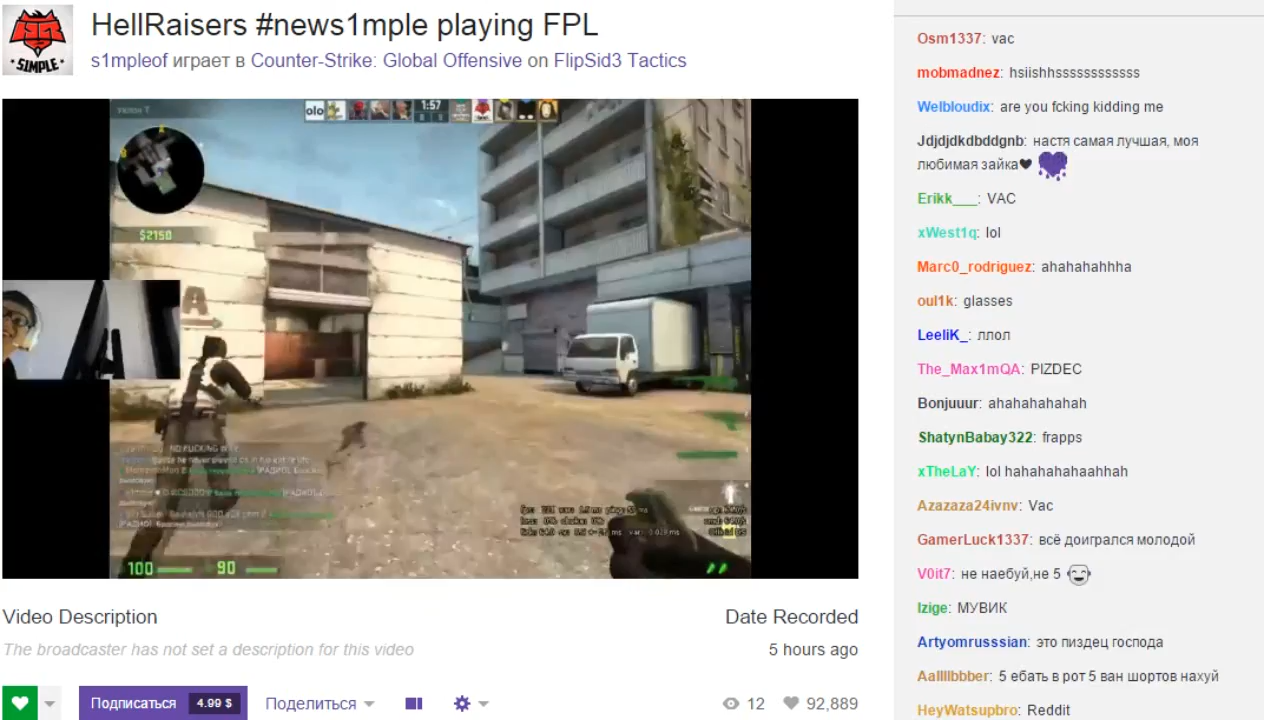 HellRaisers #news1mple playing FPL
s1mpleof играет в Counter-Strike: Global Offensive on FlipSid3 Tactics
SIMPLE
olo
1:57
$2150
A
NO FUCKING
100
90
Video Description
Date Recorded
The broadcaster has not set a description for this video
5 hours ago
Подписаться 4.99 $
Поделиться
12
92,889
Osm1337: vac
mobmadnez: hsiishhsssssssssssss
Welbloudix: are you fcking kidding me
Jdjdjdkdbddgnb: настя самая лучшая, моя
любимая зайка♥
Erikk___: VAC
xWest1q: lol
Marc0_rodriguez: ahahahahhha
oul1k: glasses
LeeliK_: ллол
The_Max1mQA: PIZDEC
Bonjuuur: ahahahahahah
ShatynBabay322: frapps
xTheLaY: lol hahahahahaahhah
Azazaza24ivnv: Vac
GamerLuck1337: всё доигрался молодой
V0it7: не наебуй,не 5
Izige: МУВИК
Artyomrusssian: это пиздец господа
Aallllbbber: 5 ебать в рот 5 ван шортов нахуй
HeyWatsupbro: Reddit